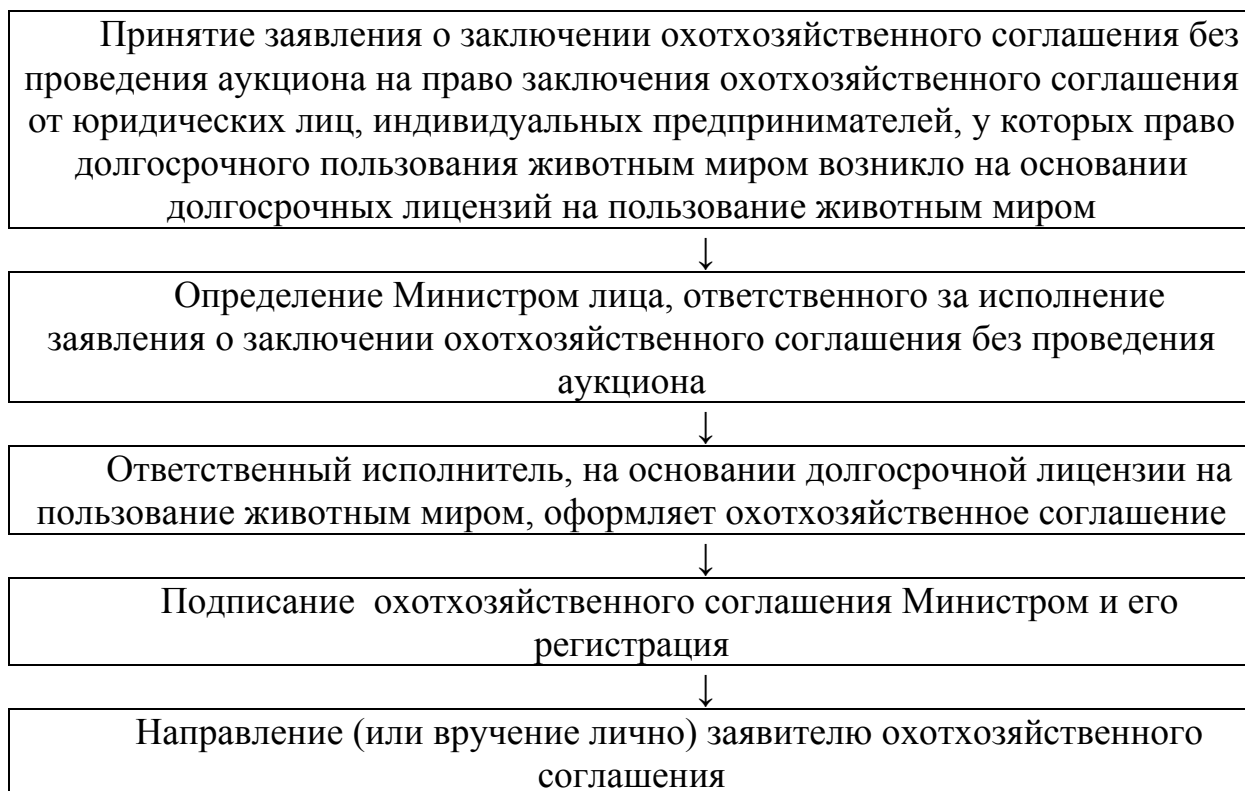 Принятие заявления о заключении охотхозяйственного соглашения без
проведения аукциона на право заключения охотхозяйственного соглашения
от юридических лиц, индивидуальных предпринимателей, у которых право
долгосрочного пользования животным миром возникло на основании
долгосрочных лицензий на пользование животным миром
↓
Определение Министром лица, ответственного за исполнение
заявления о заключении охотхозяйственного соглашения без проведения
аукциона
↓
Ответственный исполнитель, на основании долгосрочной лицензии на
пользование животным миром, оформляет охотхозяйственное соглашение
↓
Подписание охотхозяйственного соглашения Министром и его
регистрация
↓
Направление (или вручение лично) заявителю охотхозяйственного
соглашения